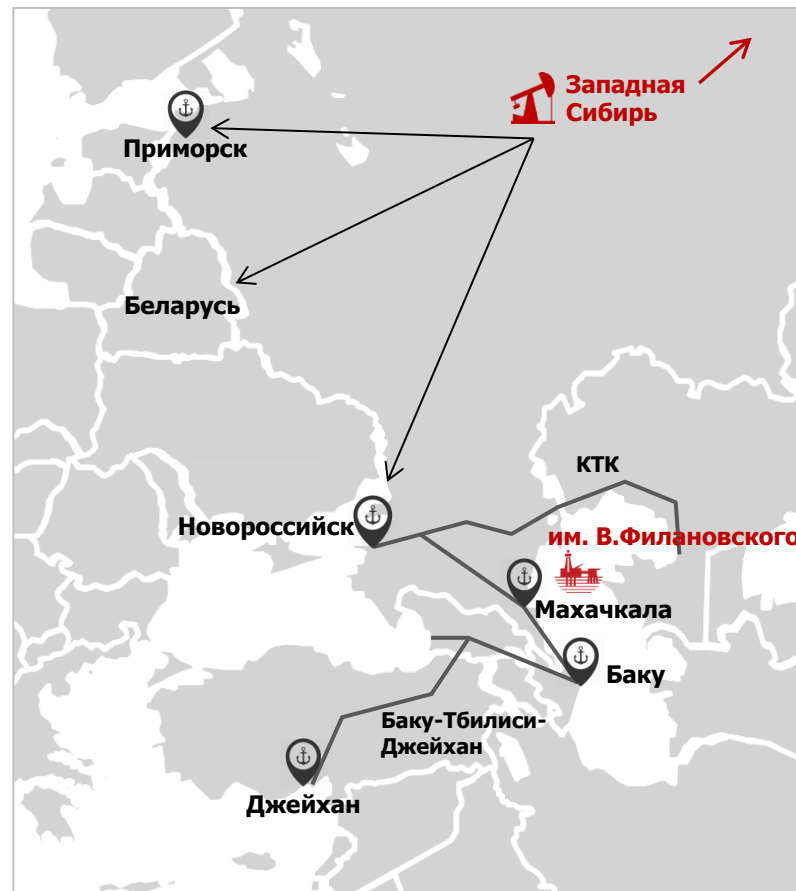 Западная
Сибирь
Приморск
Беларусь
КТК
Новороссийск
им. В.Филановского
Махачкала
Баку
Баку-Тбилиси-
Джейхан
Джейхан